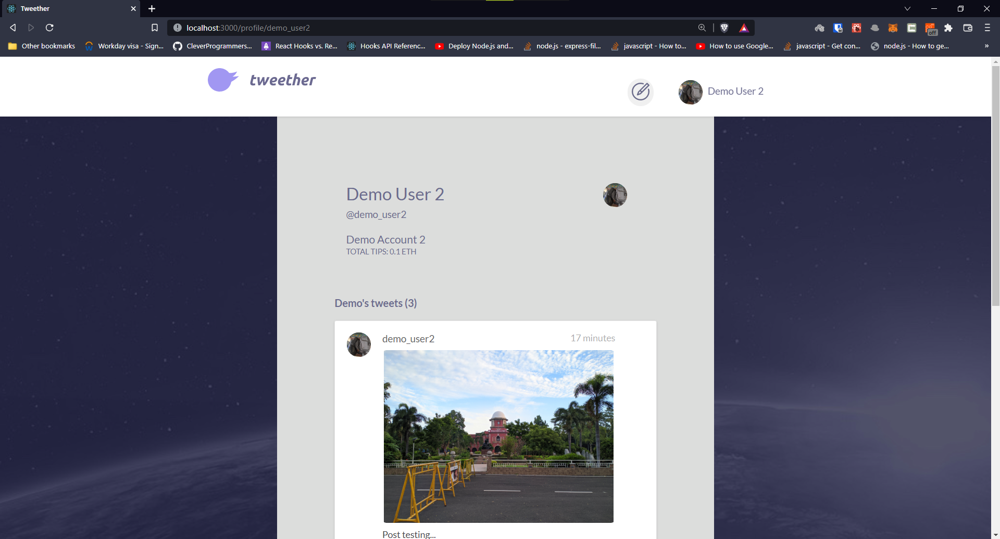 Tweether
localhost:3000/profile/demo_user2
Other bookmarks
Workday visa - Sign...
CleverProgrammers...
React Hooks vs. Re...
Hooks API Referenc...
Deploy Node.js and...
node.js - express-fil...
javascript - How to...
How to use Google...
javascript - Get con...
node.js - How to ge...
»
off
tweether
Demo User 2
Demo User 2
@demo_user2
Demo Account 2
TOTAL TIPS: 0.1 ETH
Demo's tweets (3)
demo_user2
17 minutes
Post testing...